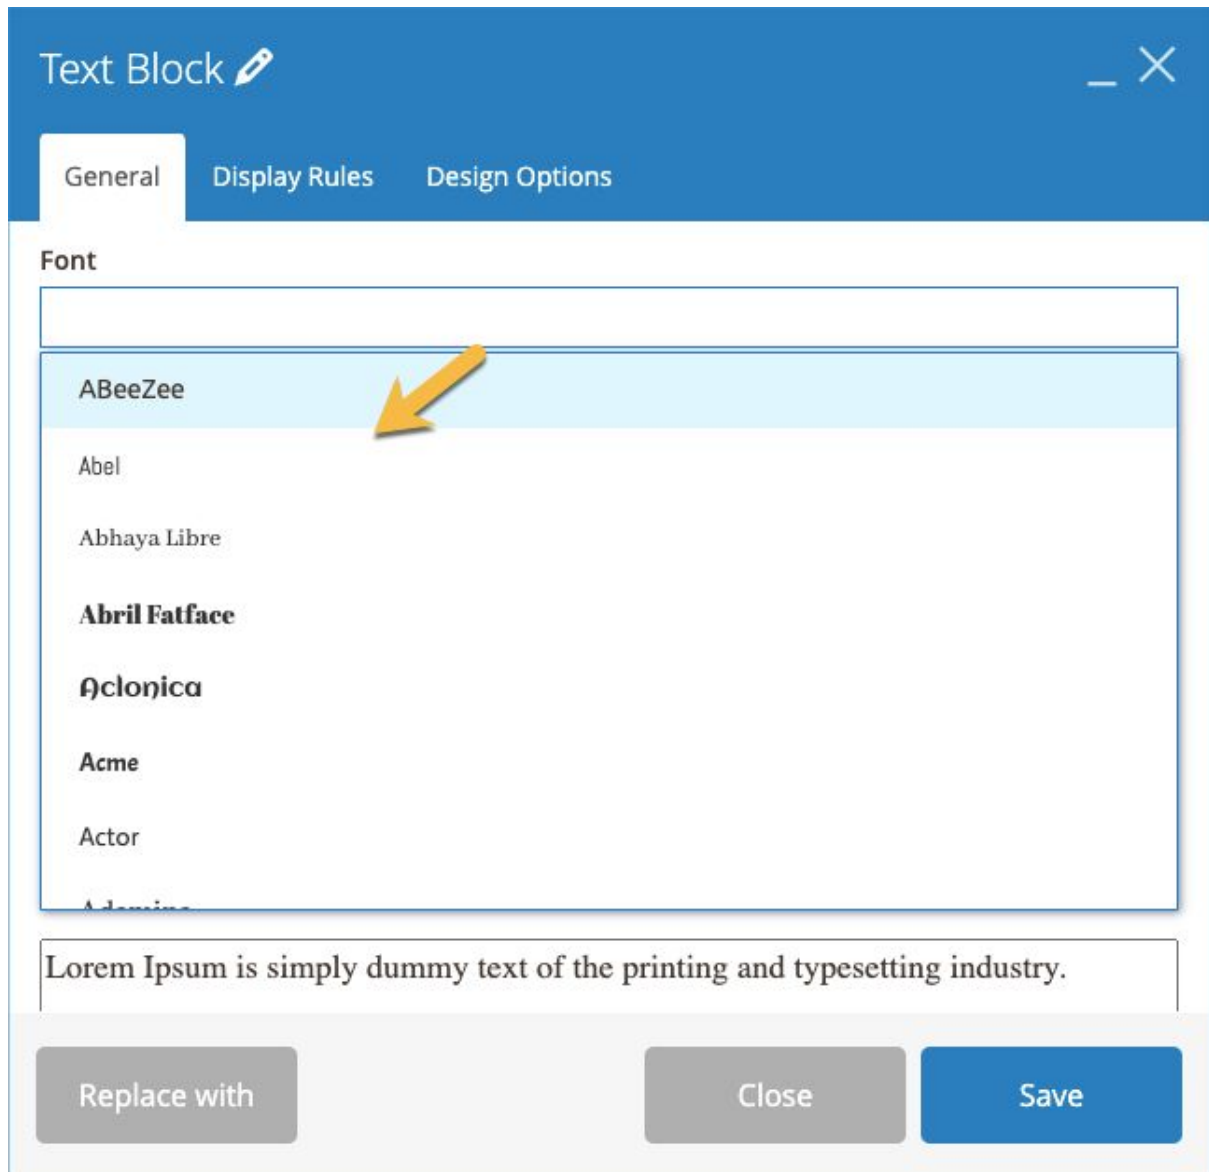 Text Block
General Display Rules Design Options
Font
ABeeZee
Abel
Abhaya Libre
Abril Fatface
Aclonica
Acme
Actor
Lorem Ipsum is simply dummy text of the printing and typesetting industry.
Replace with Close Save